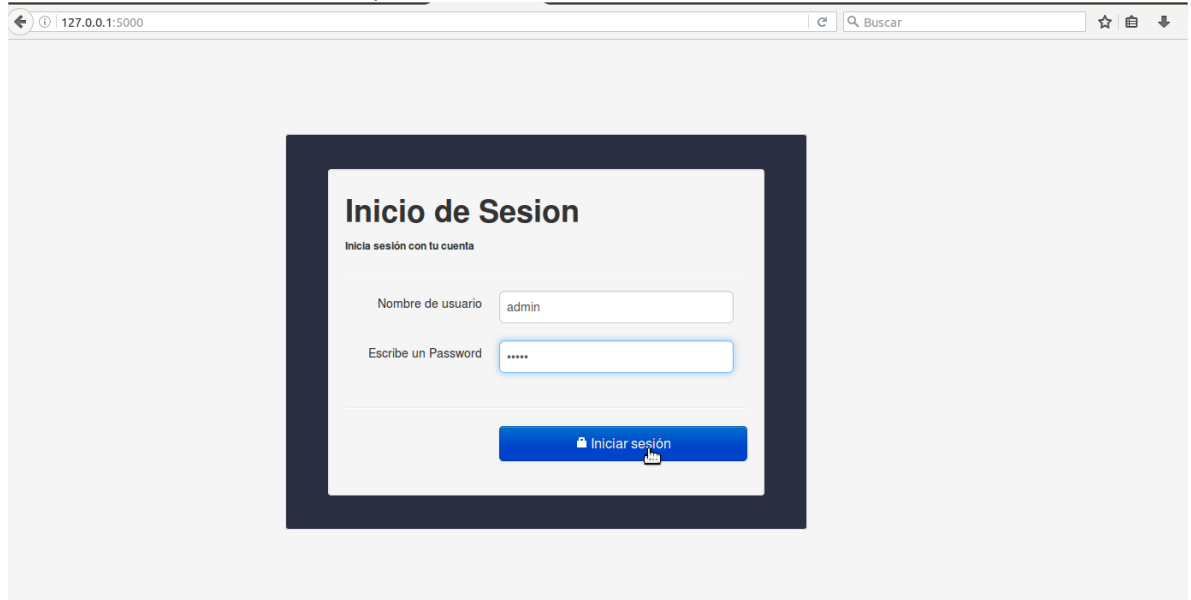 127.0.0.1:5000
Buscar
Inicio de Sesion
Inicia sesión con tu cuenta
Nombre de usuario
admin
Escribe un Password
•••••
Iniciar sesión